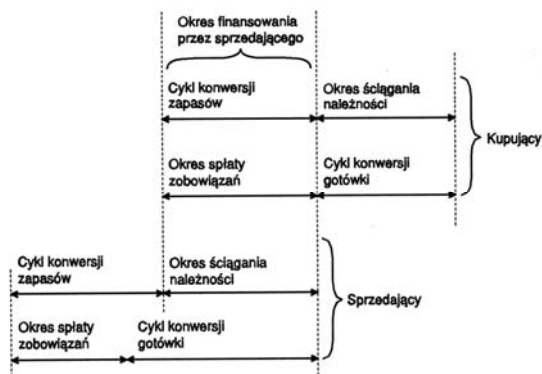 Okres finansowania
przez sprzedającego
Cykl konwersji
zapasów
Okres ściągania
należności
Kupujący
Okres spłaty
zobowiązań
Cykl konwersji
gotówki
Cykl konwersji
zapasów
Okres ściągania
należności
Sprzedający
Okres spłaty
zobowiązań
Cykl konwersji
gotówki